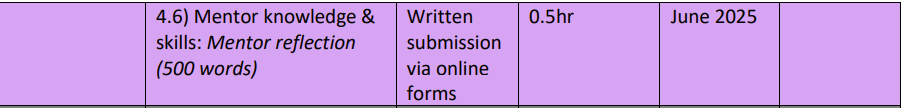 4.6) Mentor knowledge &
skills: Mentor reflection
(500 words)
Written
submission
via online
forms
0.5hr
June 2025